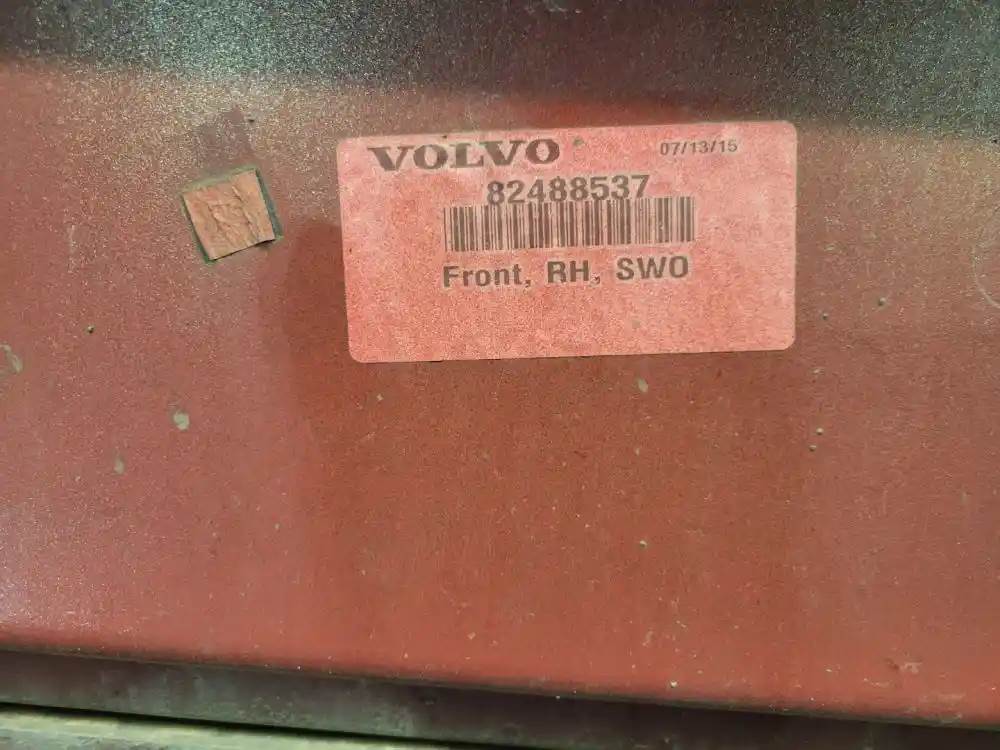 VOLVO 07/13/15
82488537
Front, RH, SWO